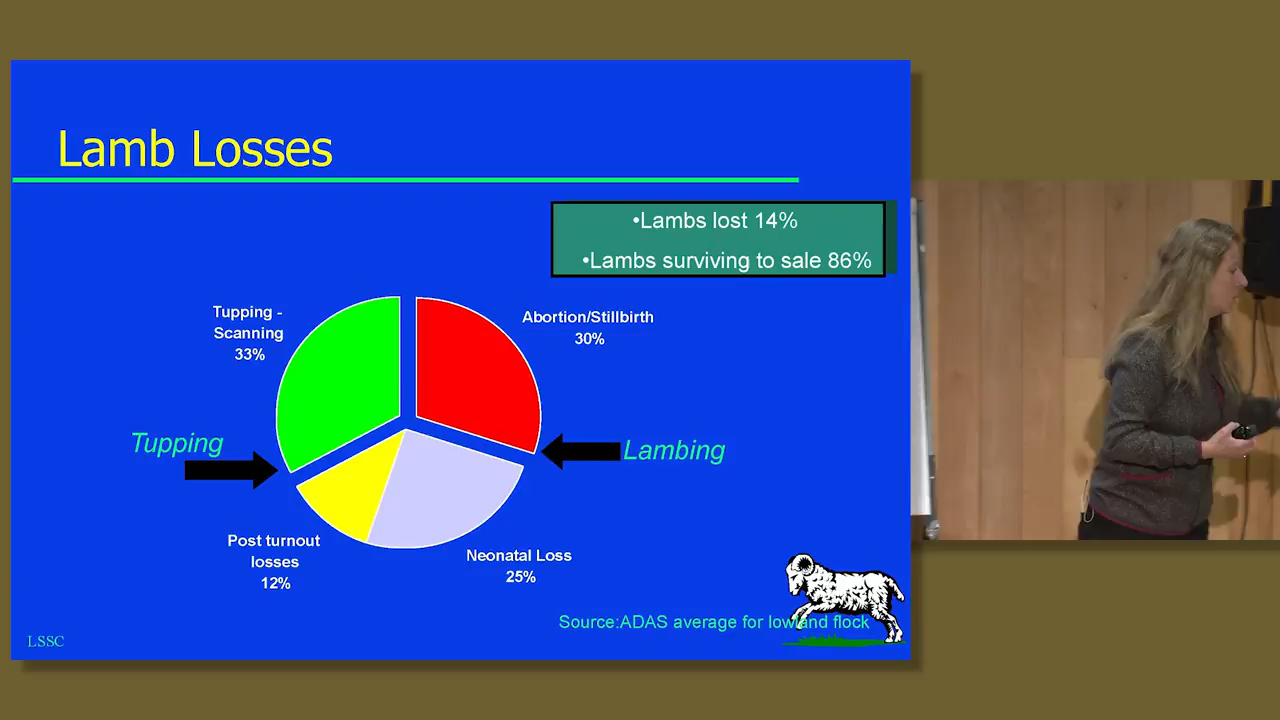 Lamb Losses
•Lambs lost 14%
•Lambs surviving to sale 86%
Tupping -
Scanning
33%
Abortion/Stillbirth
30%
Tupping
Lambing
Post turnout
losses
12%
Neonatal Loss
25%
Source:ADAS average for lowland flock
LSSC